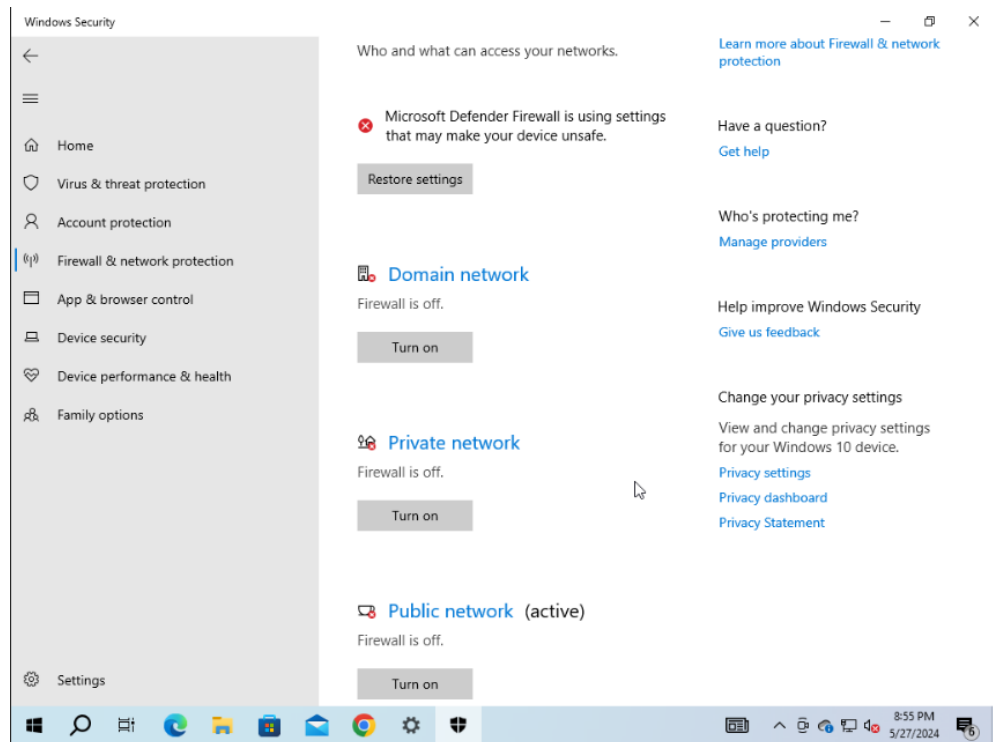 Windows Security
Home
Virus & threat protection
Account protection
Firewall & network protection
App & browser control
Device security
Device performance & health
Family options
Settings
Who and what can access your networks.
Microsoft Defender Firewall is using settings
that may make your device unsafe.
Restore settings
Domain network
Firewall is off.
Turn on
Private network
Firewall is off.
Turn on
Public network (active)
Firewall is off.
Turn on
Learn more about Firewall & network
protection
Have a question?
Get help
Who's protecting me?
Manage providers
Help improve Windows Security
Give us feedback
Change your privacy settings
View and change privacy settings
for your Windows 10 device.
Privacy settings
Privacy dashboard
Privacy Statement
8:55 PM
5/27/2024
6